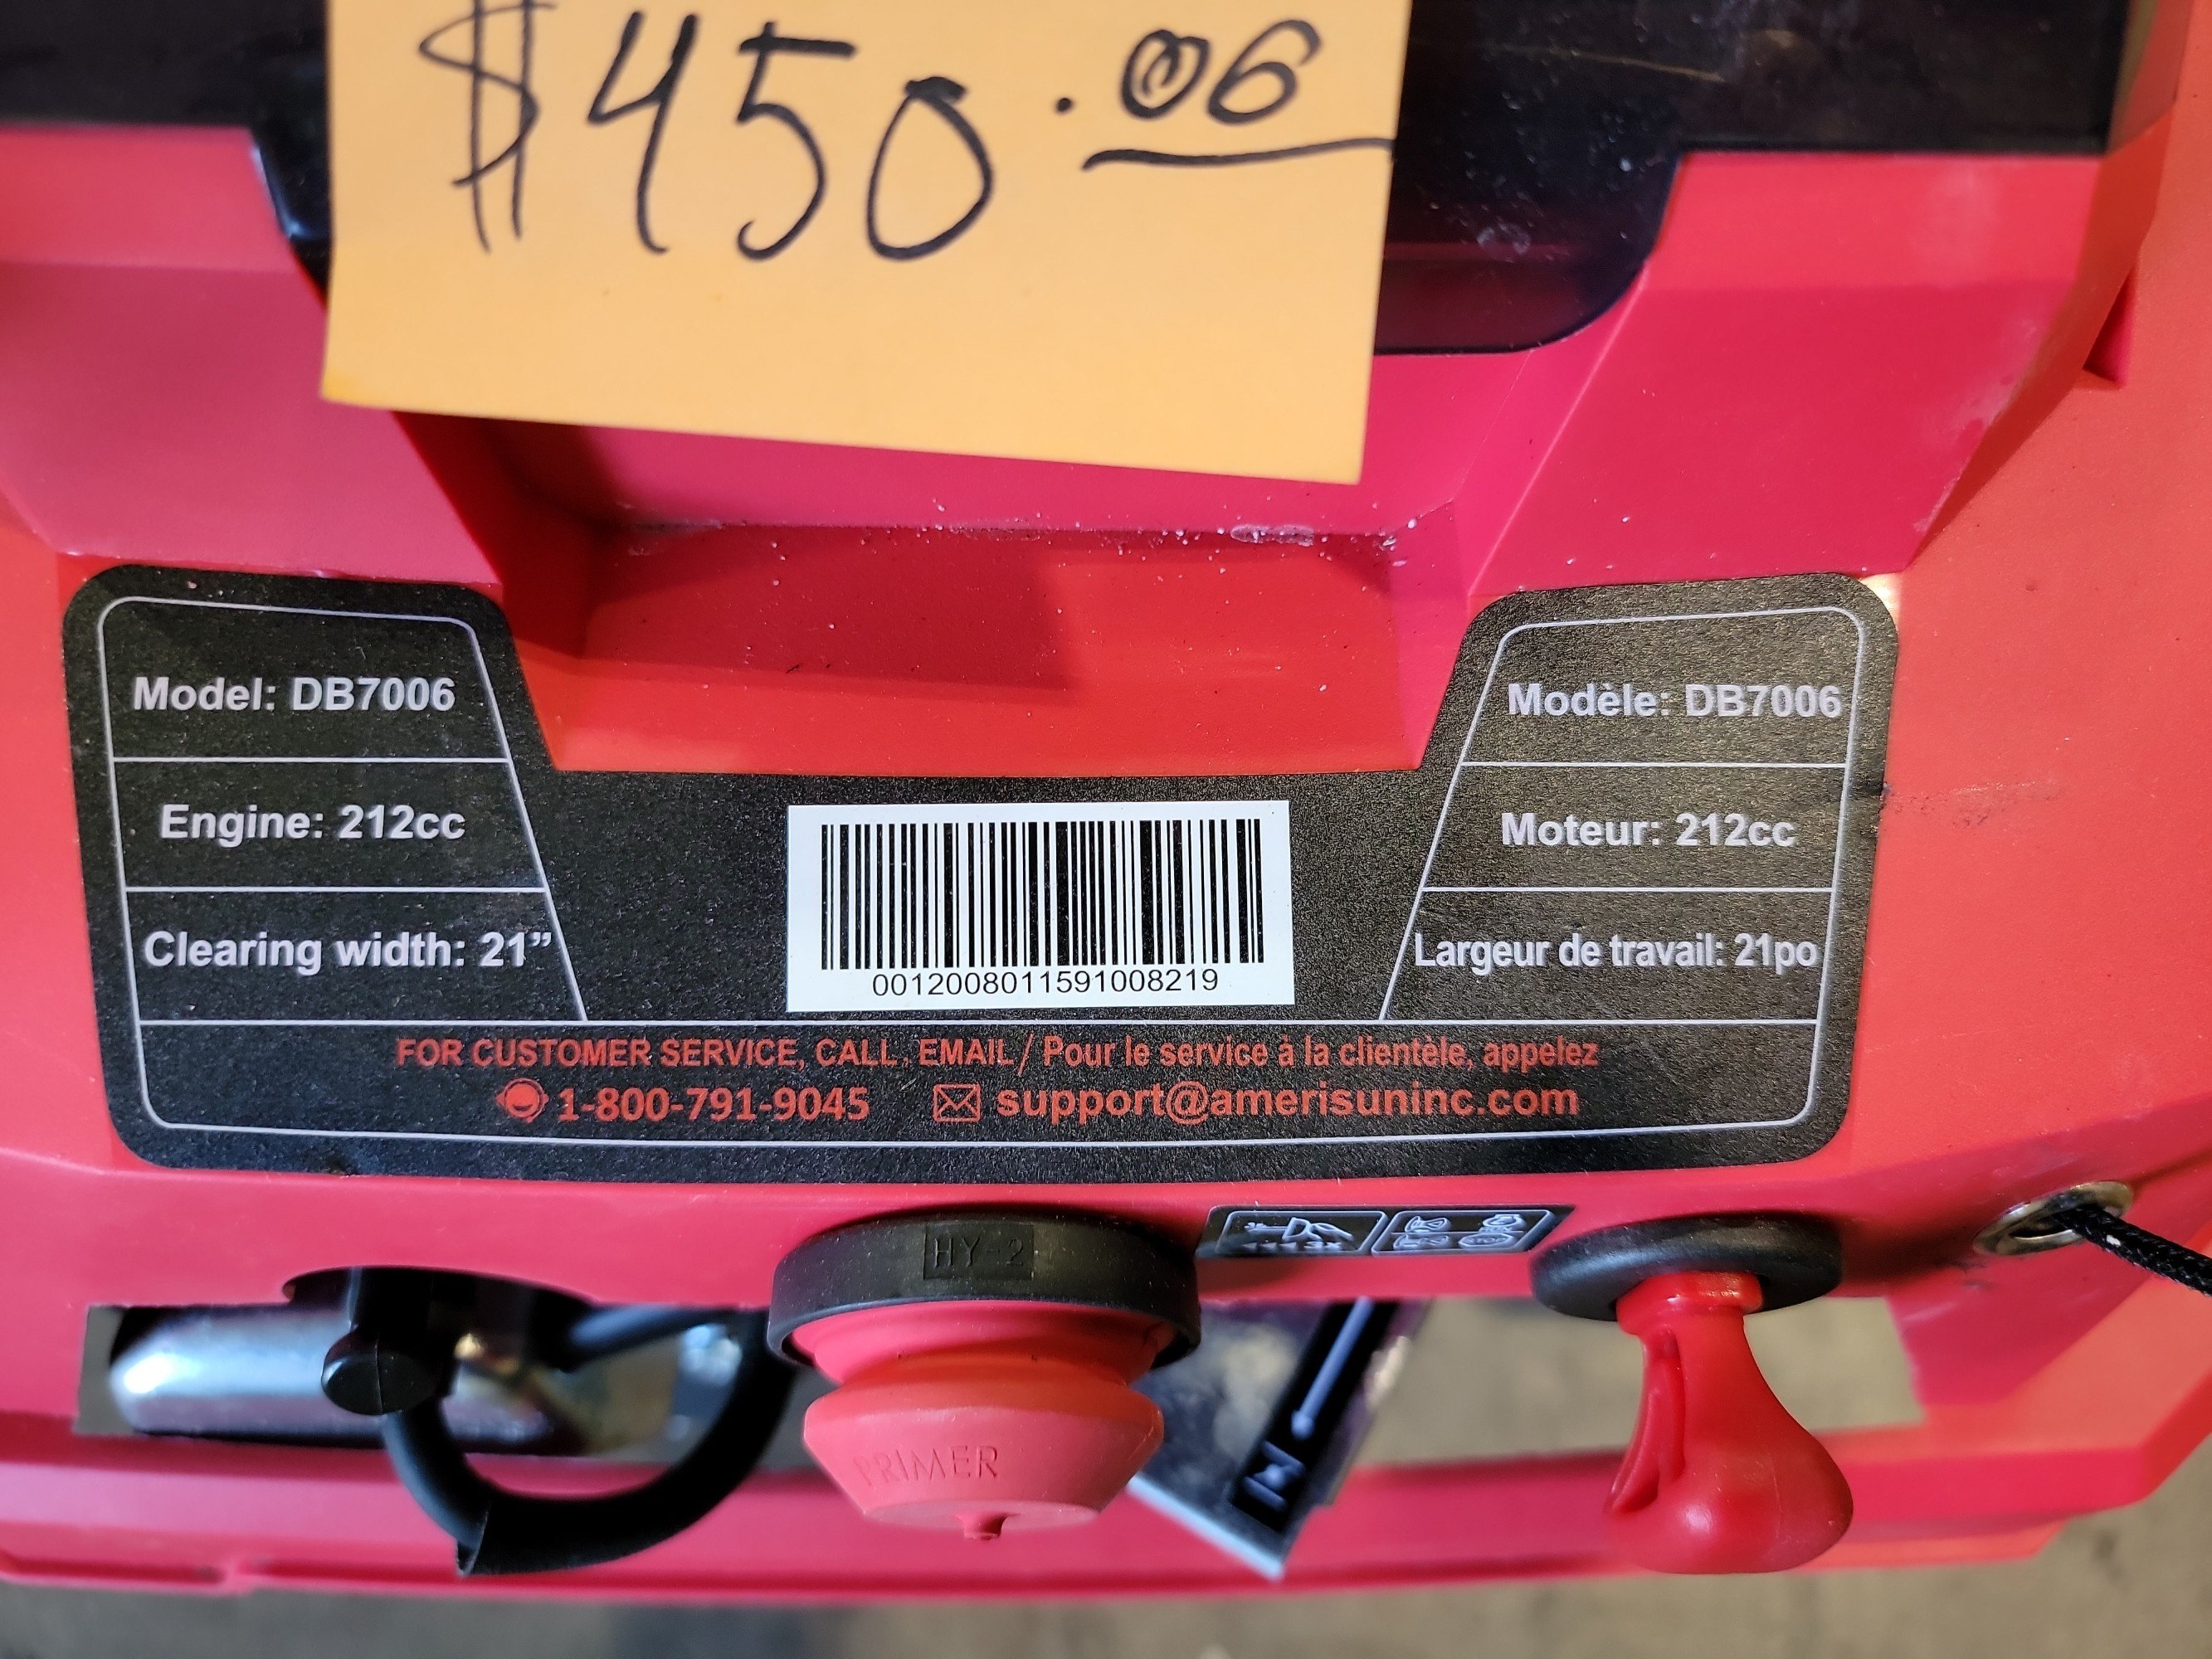 $450.00
Model: DB7006
Engine: 212cc
Clearing width: 21”
Modèle: DB7006
Moteur: 212cc
Largeur de travail: 21po
0012008011591008219
FOR CUSTOMER SERVICE, CALL, EMAIL/ Pour le service à la clientèle, appelez
1-800-791-9045 support@amerisuninc.com
HY-2
PRIMER